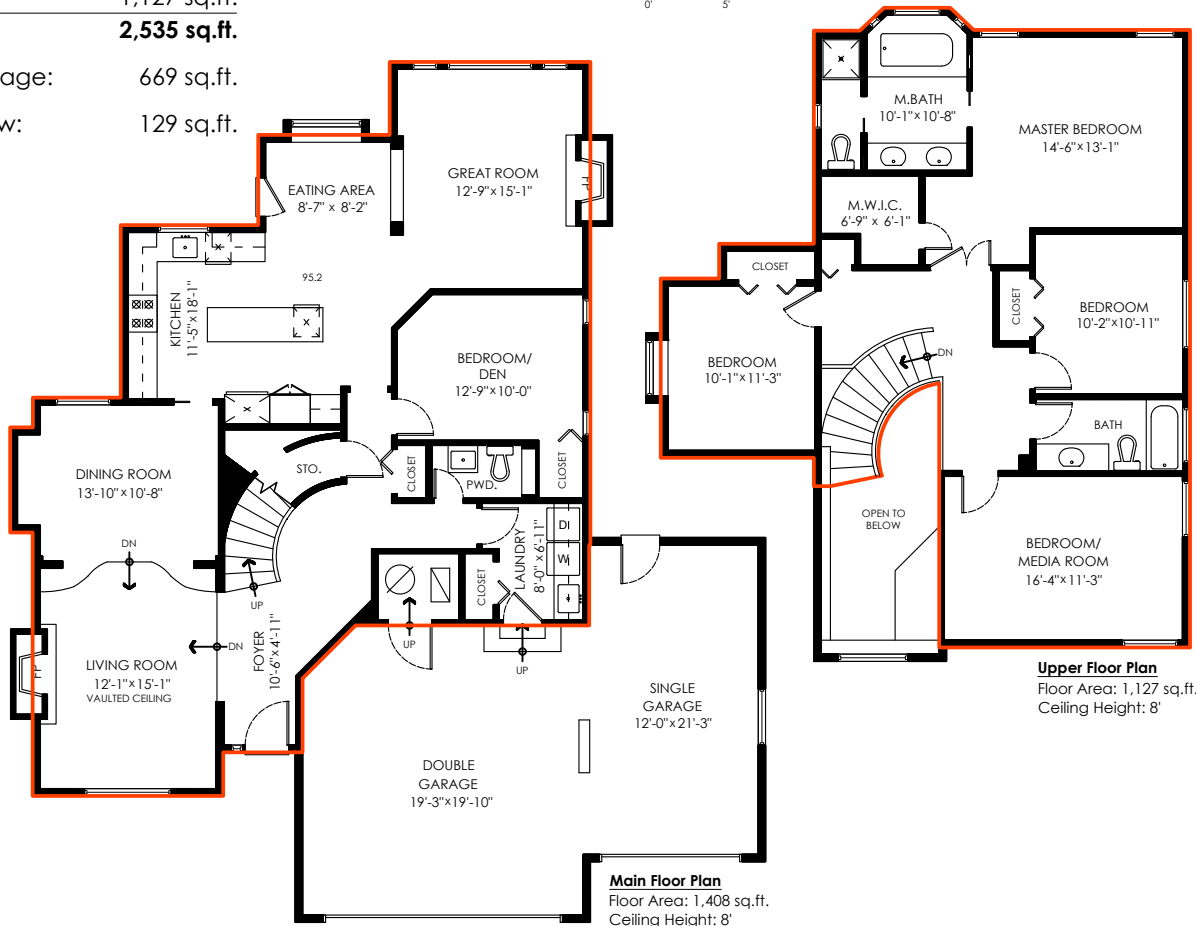 2,535 sq.ft.
669 sq.ft.
129 sq.ft.
0' 5'
EATING AREA
8'-7" x 8'-2"
GREAT ROOM
12'-9"x15'-1"
FP
KITCHEN
11'-5"x18'-1"
95.2
x
x
BEDROOM/
DEN
12'-9"x10'-0"
x
DINING ROOM
13'-10"x10'-8"
STO.
CLOSET
PWD.
CLOSET
DN
UP
LAUNDRY
8'-0" x 6'-11"
DI
W
CLOSET
UP
UP
FOYER
10'-6"x4'-11"
DN
FP
LIVING ROOM
12'-1"x15'-1"
VAULTED CEILING
SINGLE
GARAGE
12'-0"x21'-3"
DOUBLE
GARAGE
19'-3"x19'-10"
Main Floor Plan
Floor Area: 1,408 sq.ft.
Ceiling Height: 8'
M.BATH
10'-1"x10'-8"
MASTER BEDROOM
14'-6"x13'-1"
M.W.I.C.
6'-9" x 6'-1"
CLOSET
CLOSET
BEDROOM
10'-2"x10'-11"
BEDROOM
10'-1"x11'-3"
DN
BATH
OPEN TO
BELOW
BEDROOM/
MEDIA ROOM
16'-4"x11'-3"
Upper Floor Plan
Floor Area: 1,127 sq.ft.
Ceiling Height: 8'